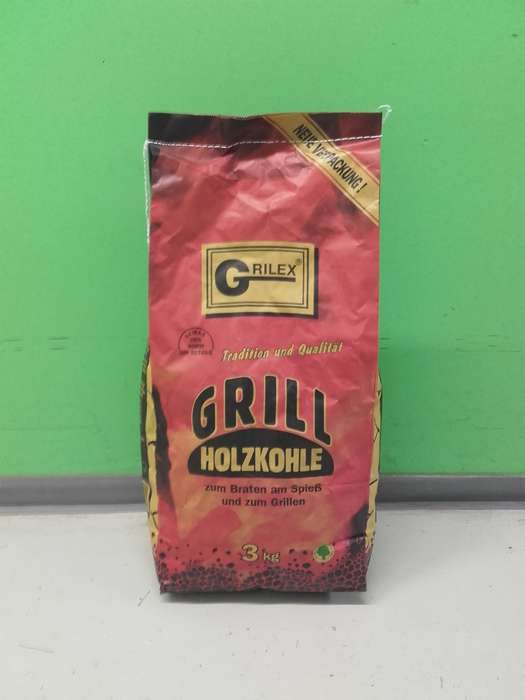 NEUE VERPACKUNG!
GRILEX®
Tradition und Qualität
GRILL
HOLZKOHLE
zum Braten am Spieß
und zum Grillen
3 kg